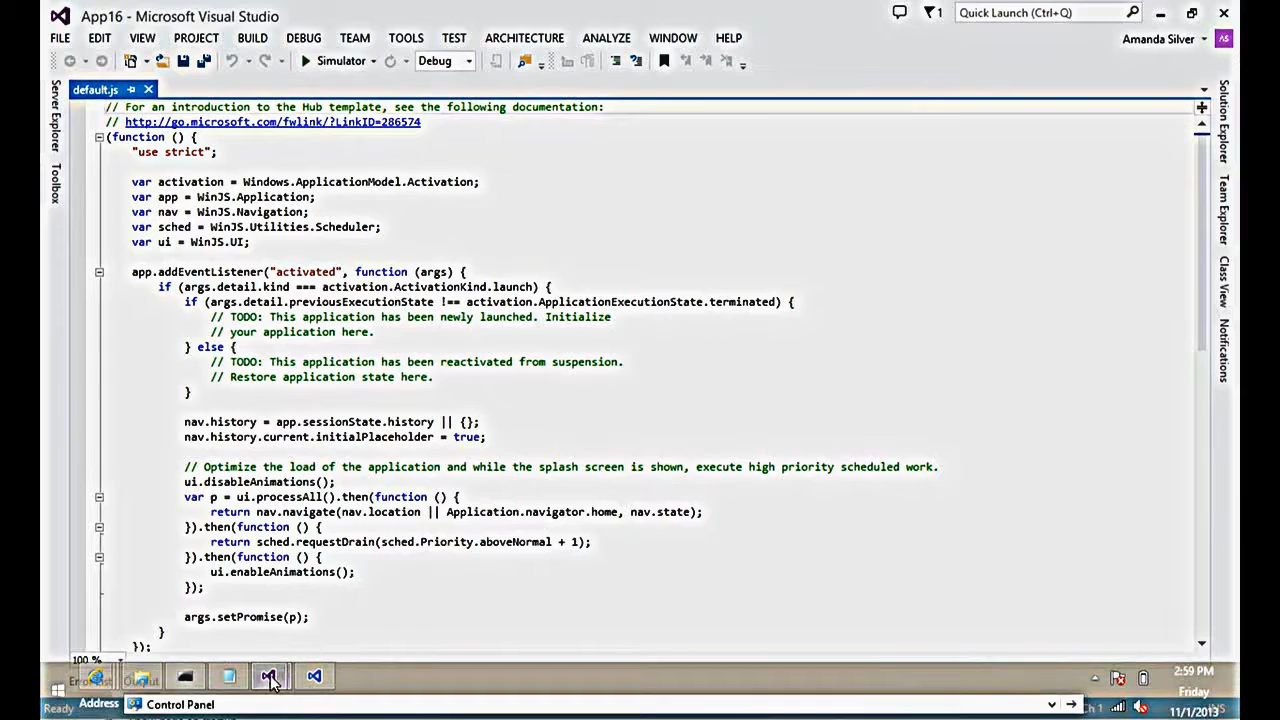 App16 - Microsoft Visual Studio
1
Quick Launch (Ctrl+Q)
FILE EDIT VIEW PROJECT BUILD DEBUG TEAM TOOLS TEST ARCHITECTURE ANALYZE WINDOW HELP
Amanda Silver AS
Simulator Debug
default.js
Server Explorer
Toolbox
// For an introduction to the Hub template, see the following documentation:
// http://go.microsoft.com/fwlink/?LinkID=286574
(function () {
"use strict";
var activation = Windows.ApplicationModel.Activation;
var app = WinJS.Application;
var nav = WinJS.Navigation;
var sched = WinJS.Utilities.Scheduler;
var ui = WinJS.UI;
app.addEventListener("activated", function (args) {
if (args.detail.kind === activation.ActivationKind.launch) {
if (args.detail.previousExecutionState !== activation.ApplicationExecutionState.terminated) {
// TODO: This application has been newly launched. Initialize
// your application here.
} else {
// TODO: This application has been reactivated from suspension.
// Restore application state here.
}
nav.history = app.sessionState.history || {};
nav.history.current.initialPlaceholder = true;
// Optimize the load of the application and while the splash screen is shown, execute high priority scheduled work.
ui.disableAnimations();
var p = ui.processAll().then(function () {
return nav.navigate(nav.location || Application.navigator.home, nav.state);
}).then(function () {
return sched.requestDrain(sched.Priority.aboveNormal + 1);
}).then(function () {
ui.enableAnimations();
});
args.setPromise(p);
}
});
Solution Explorer
Team Explorer
Class View
Notifications
100 %
Output
2:59 PM
Friday
11/1/2013
Ready
Address Control Panel
Ch 1
INS